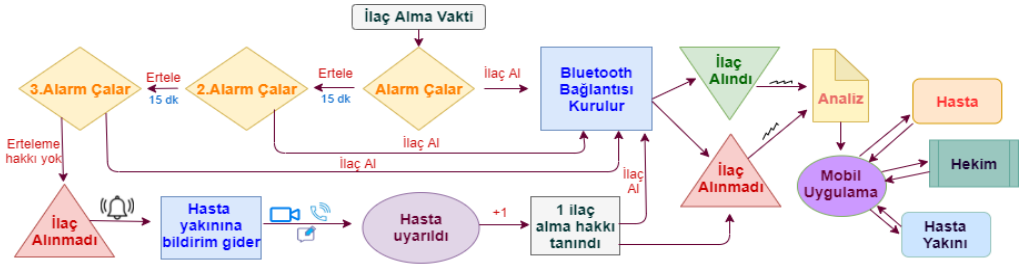 İlaç Alma Vakti
3.Alarm Çalar
Ertele
15 dk
2.Alarm Çalar
Ertele
15 dk
Alarm Çalar
İlaç Al
Bluetooth
Bağlantısı
Kurulur
İlaç
Alındı
Analiz
Hasta
Erteleme
hakkı yok
İlaç Al
İlaç Al
İlaç
Al
İlaç
Alınmadı
Mobil
Uygulama
Hekim
İlaç
Alınmadı
Hasta
yakınına
bildirim gider
Hasta
uyarıldı
+1
1 ilaç
alma hakkı
tanındı
Hasta
Yakını